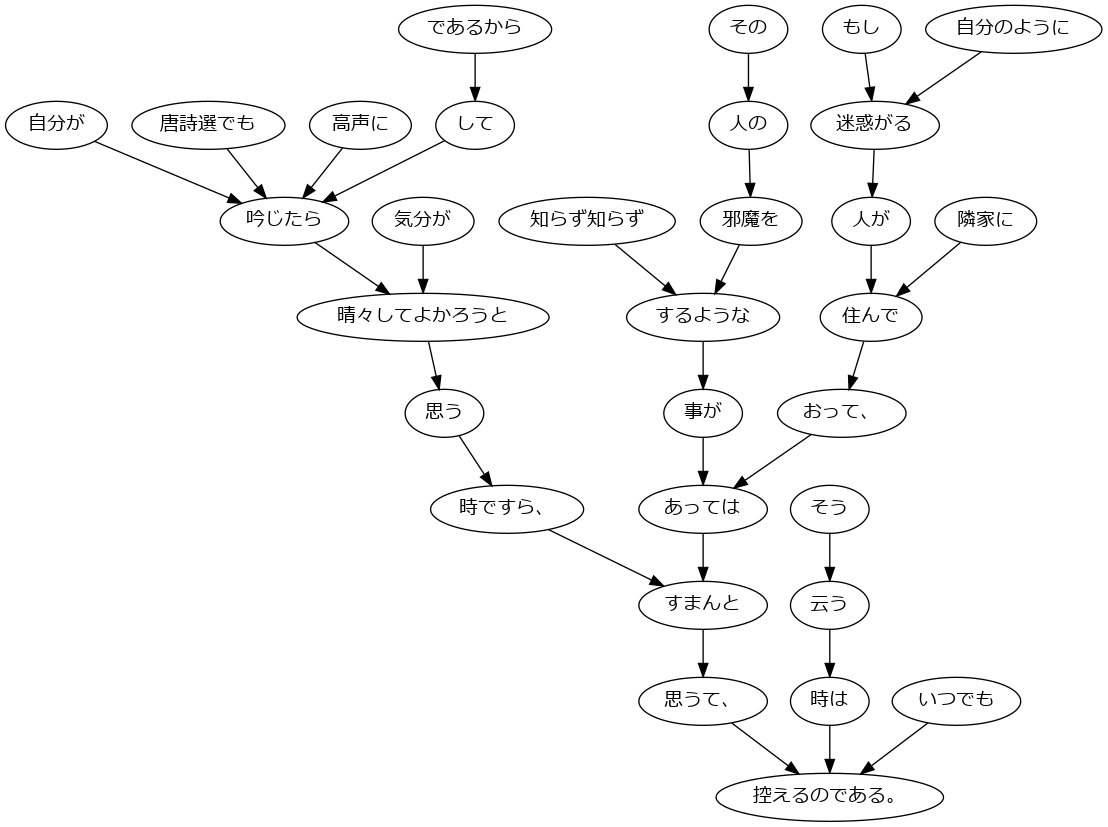 であるから
その
もし
自分のように
自分が
唐詩選でも
高声に
して
人の
迷惑がる
吟じたら
気分が
知らず知らず
邪魔を
人が
隣家に
晴々してよかろうと
するような
住んで
思う
事が
おって、
時ですら、
あっては
そう
すまんと
云う
思うて、
時は
いつでも
控えるのである。